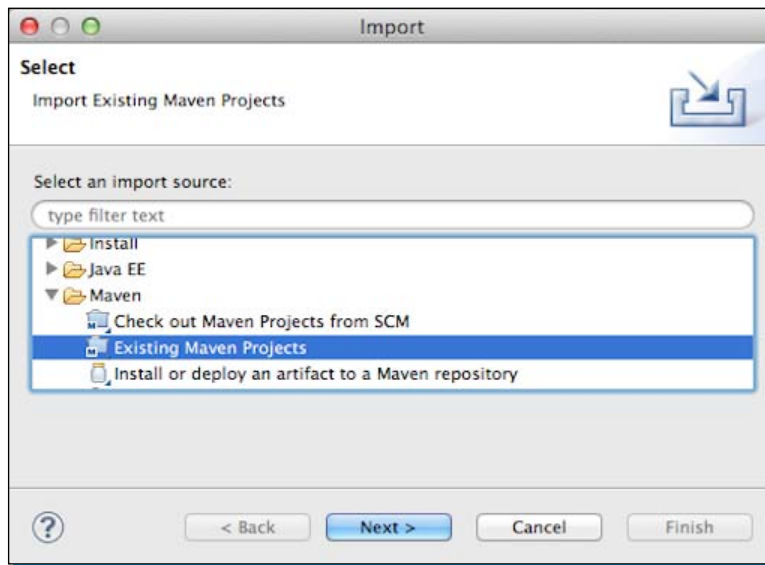 Import
Select
Import Existing Maven Projects
Select an import source:
type filter text
Install
Java EE
Maven
Check out Maven Projects from SCM
Existing Maven Projects
Install or deploy an artifact to a Maven repository
? < Back Next > Cancel Finish